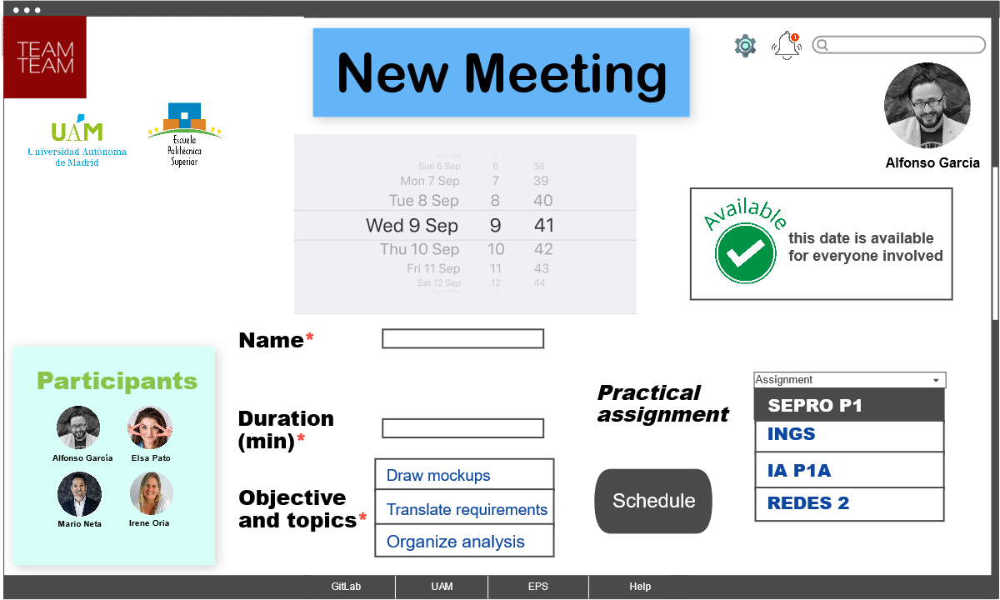 TEAM
TEAM
New Meeting
1
UAM
Universidad Autónoma
de Madrid
Escuela
Politécnica
Superior
Alfonso García
Sun 6 Sep 6 38
Mon 7 Sep 7 39
Tue 8 Sep 8 40
Wed 9 Sep 9 41
Thu 10 Sep 10 42
Fri 11 Sep 11 43
Sat 12 Sep 12 44
Available
this date is available
for everyone involved
Name*
Participants
Alfonso García Elsa Pato
Mario Neta Irene Oria
Duration
(min)*
Objective
and topics*
Draw mockups
Translate requirements
Organize analysis
Practical
assignment
Assignment
SEPRO P1
INGS
IA P1A
REDES 2
Schedule
GitLab UAM EPS Help